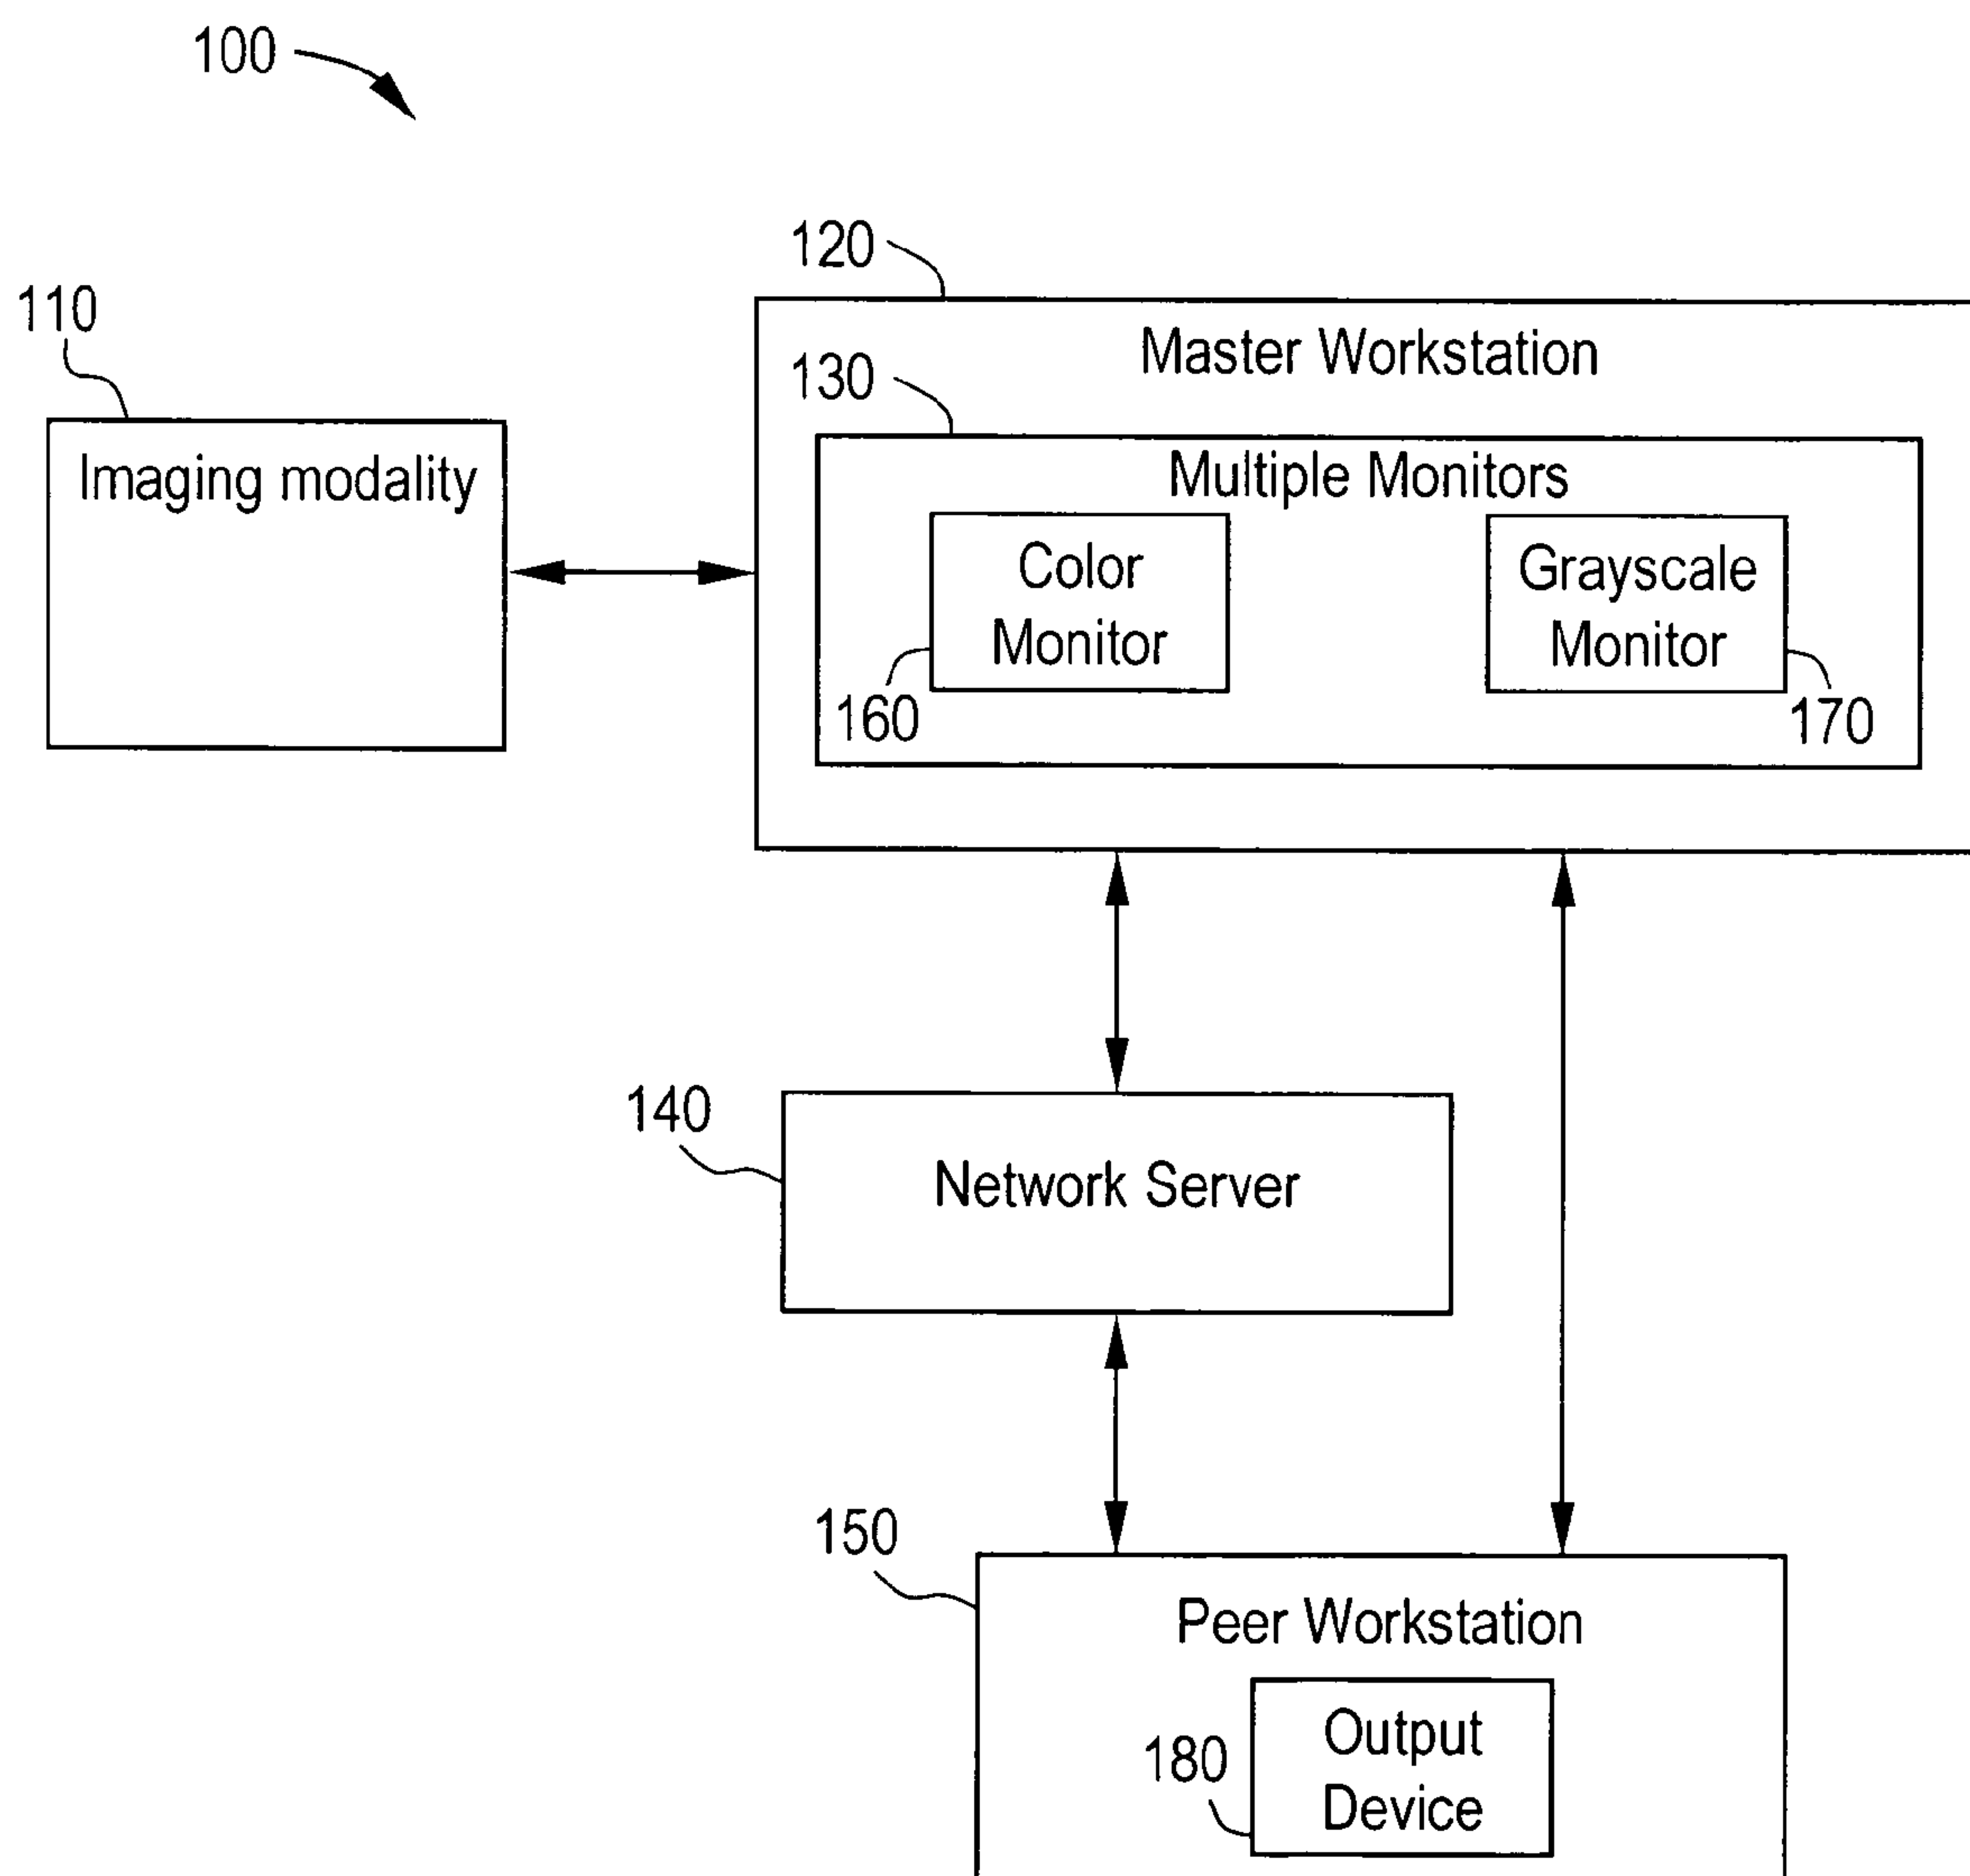 100
120
110
Master Workstation
130
Imaging modality
Multiple Monitors
Color
Monitor
Grayscale
Monitor
160
170
140
Network Server
150
Peer Workstation
Output
Device
180